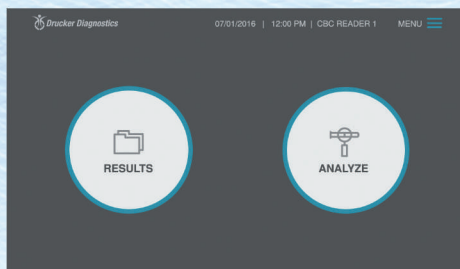 Drucker Diagnostics
07/01/2016 | 12:00 PM | CBC READER 1
MENU
RESULTS
ANALYZE